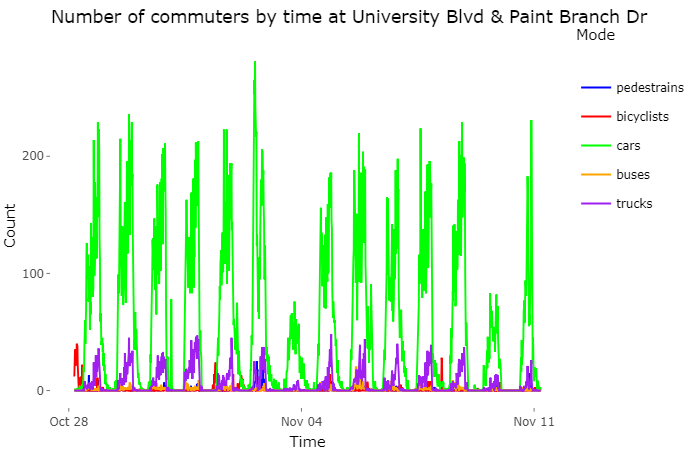 Number of commuters by time at University Blvd & Paint Branch Dr
Mode
pedestrains
bicyclists
cars
buses
trucks
200
100
0
Count
Oct 28
Nov 04
Nov 11
Time